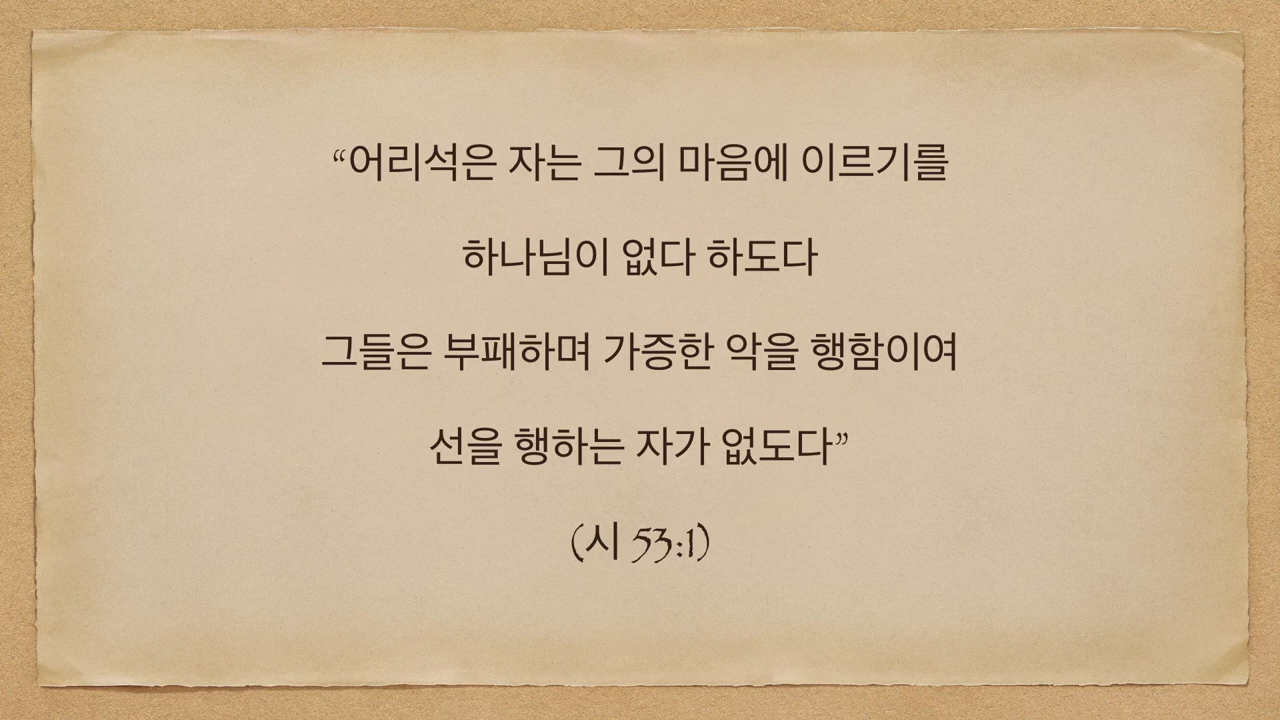 “어리석은 자는 그의 마음에 이르기를
하나님이 없다 하도다
그들은 부패하며 가증한 악을 행함이여
선을 행하는 자가 없도다”
(시 53:1)